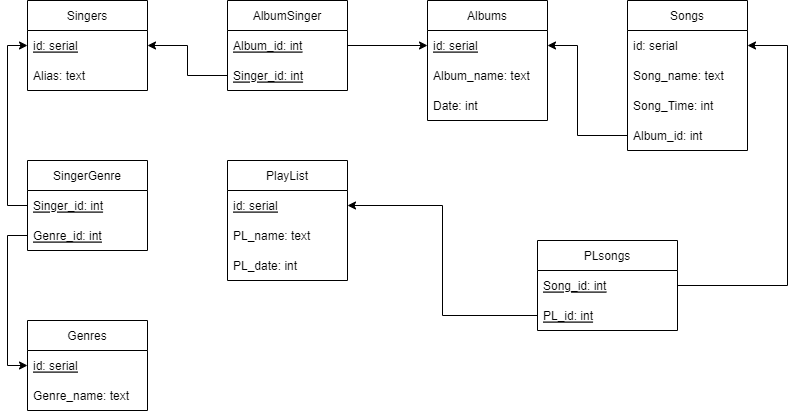 Singers
id: serial
Alias: text
AlbumSinger
Album_id: int
Singer_id: int
Albums
id: serial
Album_name: text
Date: int
Songs
id: serial
Song_name: text
Song_Time: int
Album_id: int
SingerGenre
Singer_id: int
Genre_id: int
PlayList
id: serial
PL_name: text
PL_date: int
PLsongs
Song_id: int
PL_id: int
Genres
id: serial
Genre_name: text